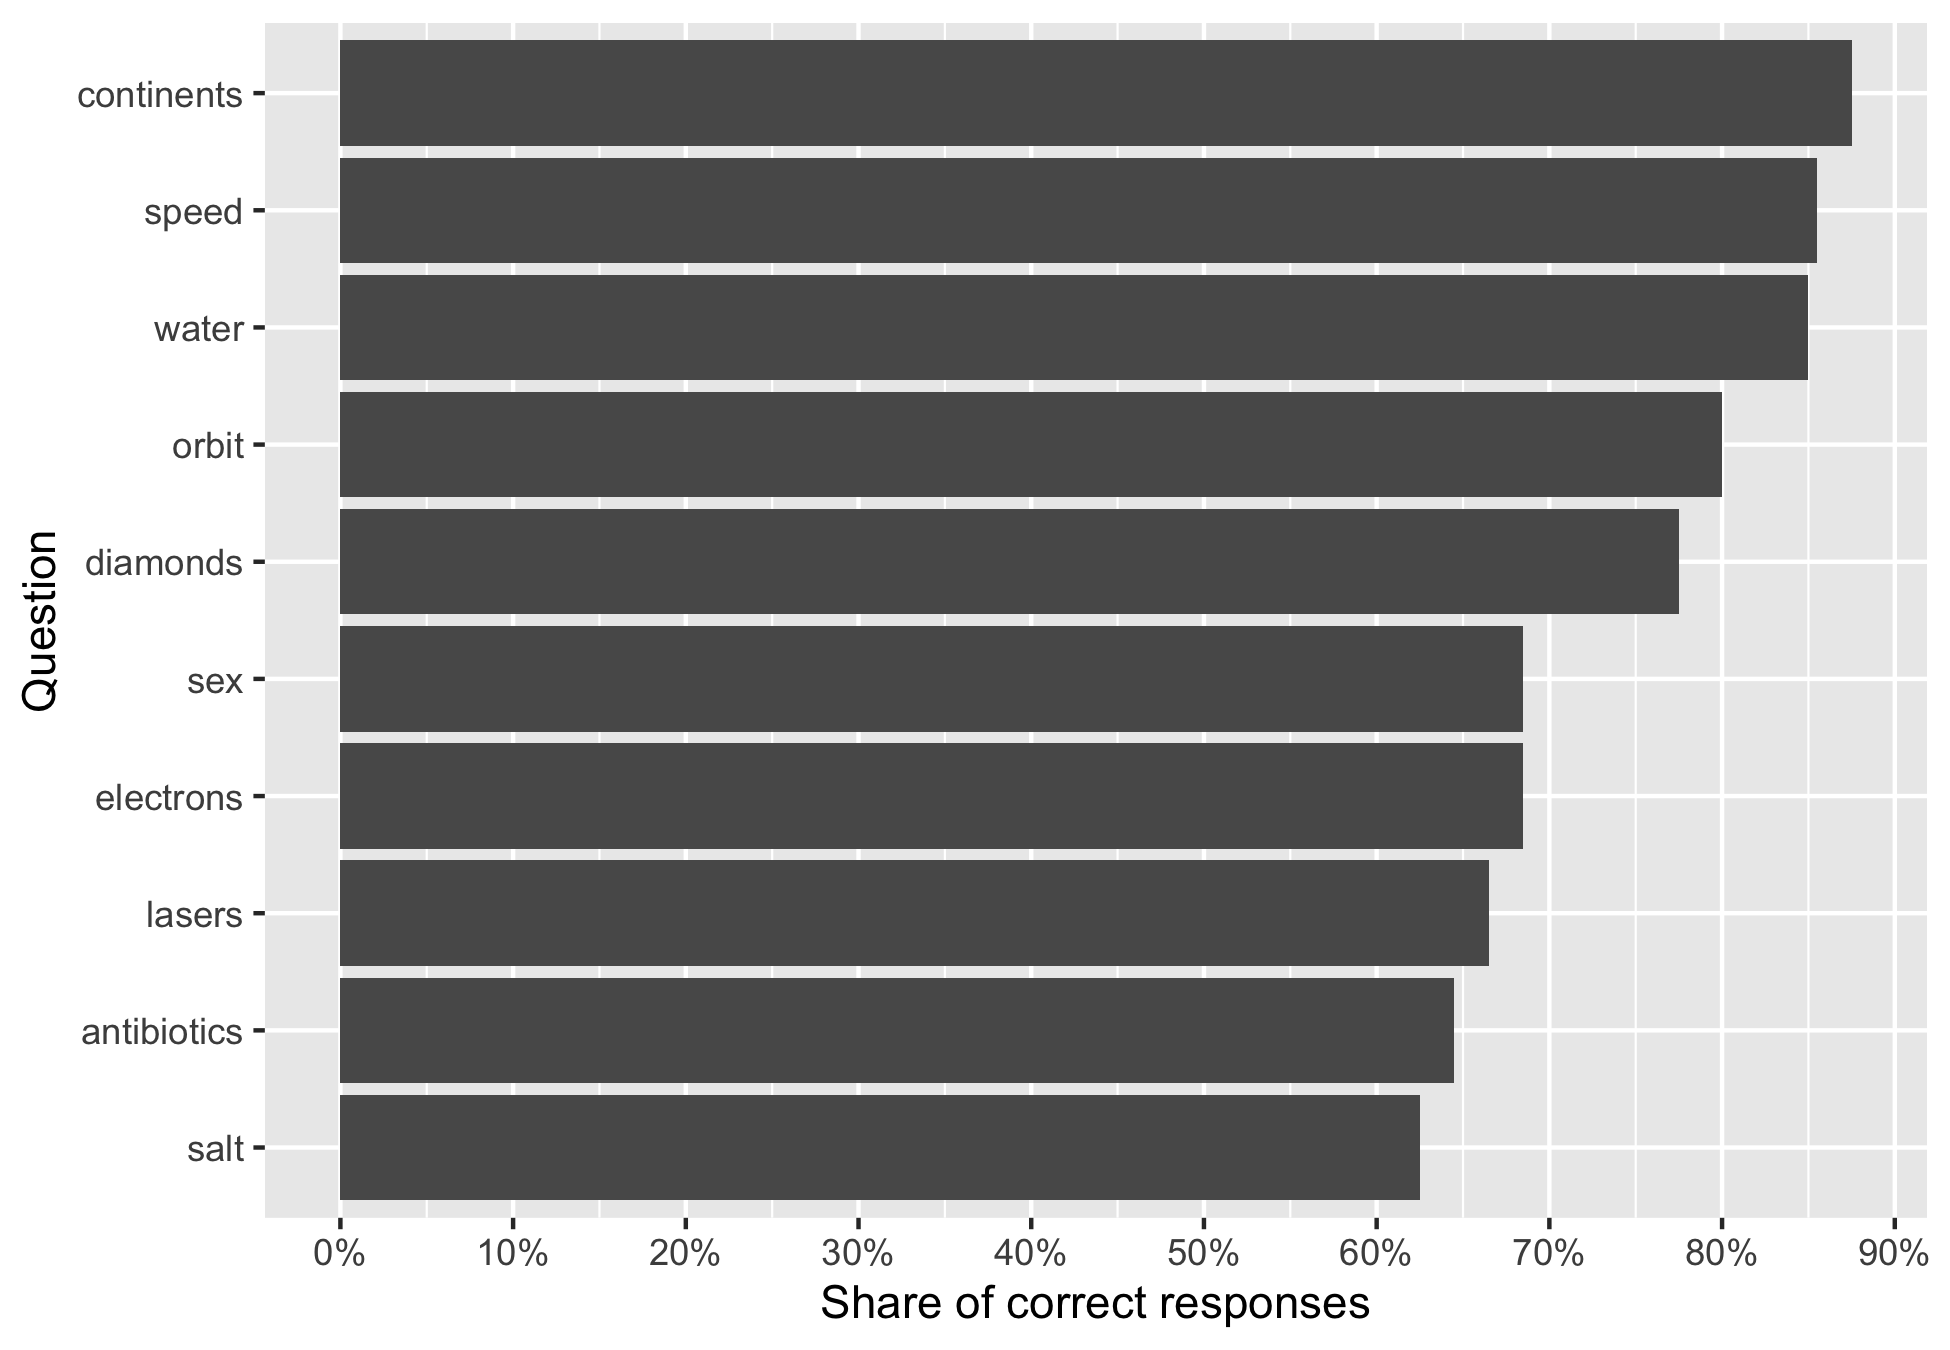 continents
speed
water
orbit
diamonds
sex
electrons
lasers
antibiotics
salt
Question
0% 10% 20% 30% 40% 50% 60% 70% 80% 90%
Share of correct responses